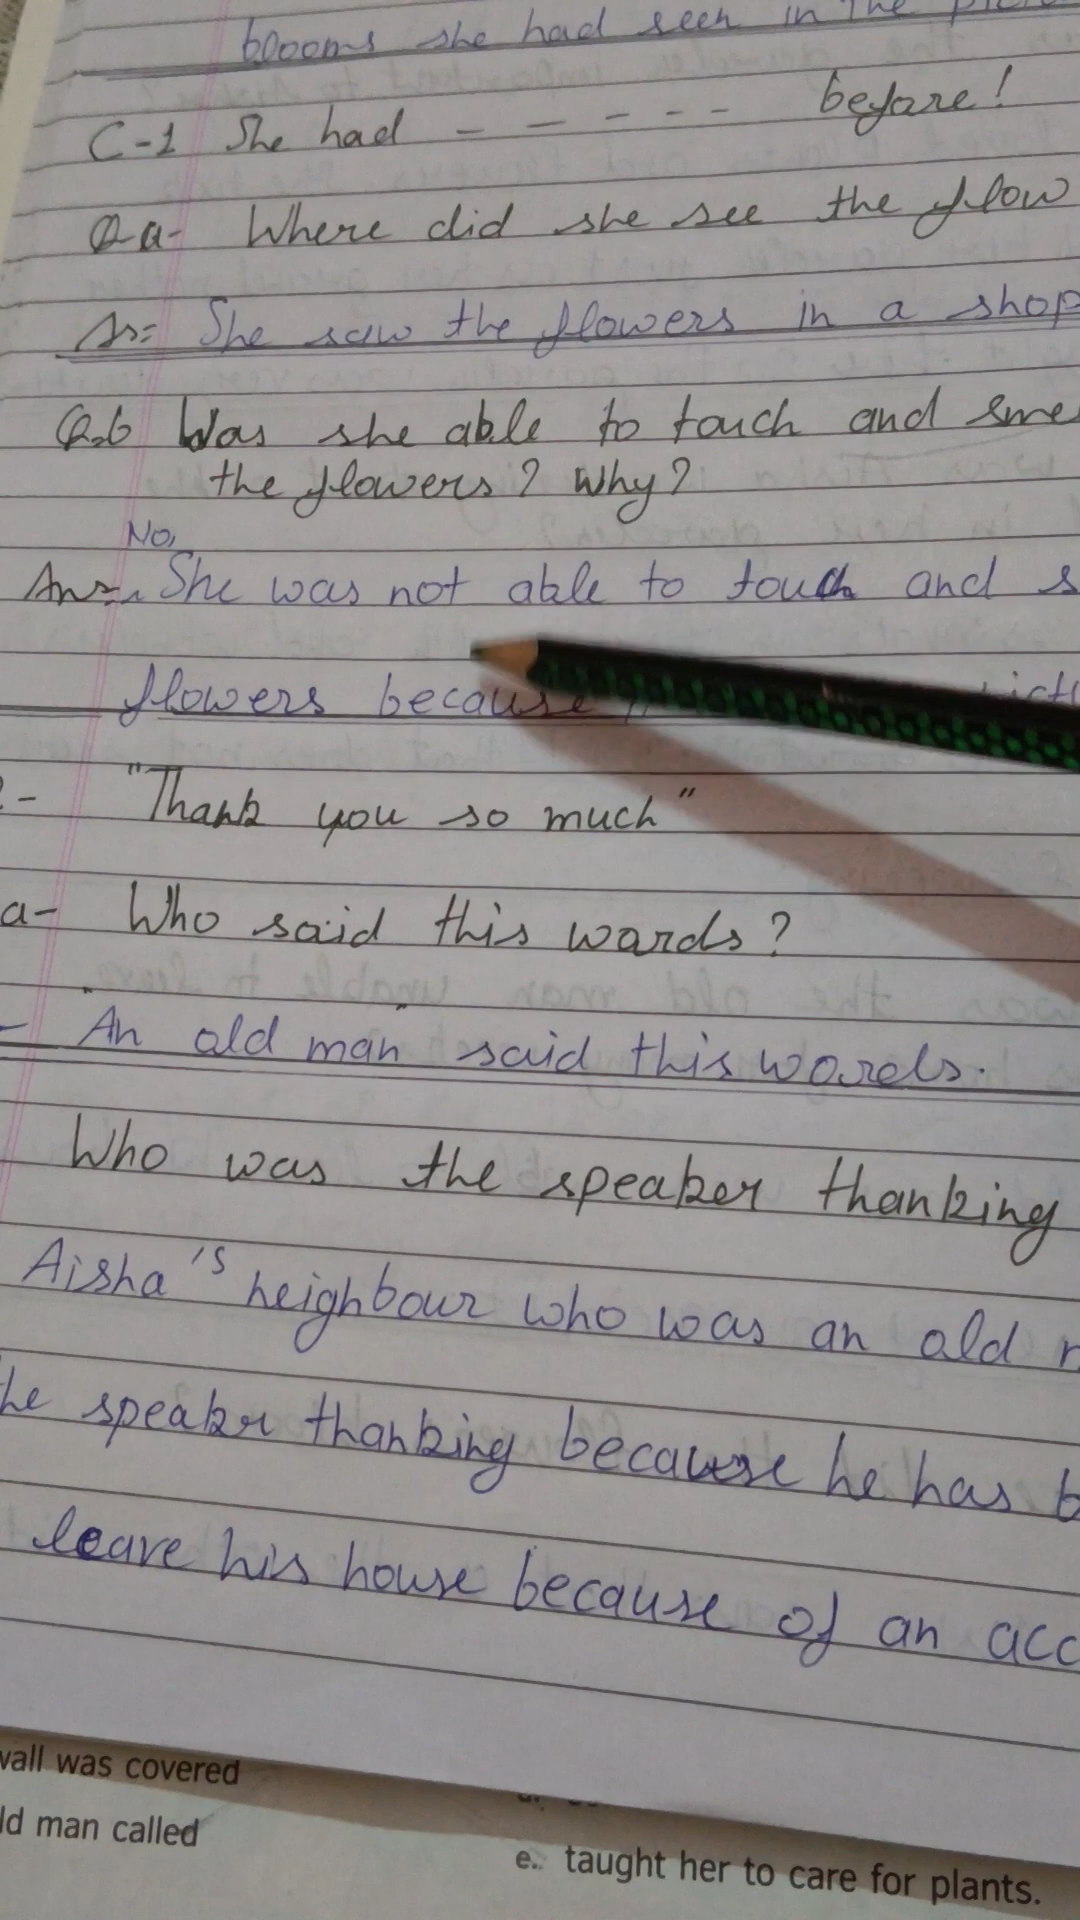 blooms she had seen in the
C-1 She had - - - - - - before!
Q a- Where did she see the flow
As= She saw the flowers in a shop
Q.b Was she able to touch and sme
the flowers? Why?
No,
Ans= She was not able to touch and s
flowers because
"Thank you so much"
a- Who said this words?
- An old man said this words.
Who was the speaker thanking
Aisha's neighbour who was an old
he speaker thanking because he has b
leave his house because of an acc
wall was covered
ld man called
e. taught her to care for plants.